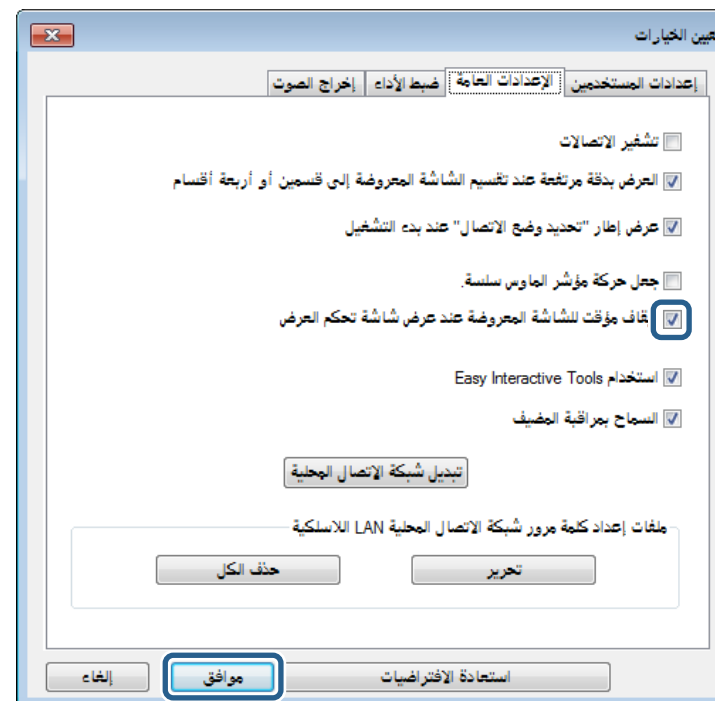 تعيين الخيارات
إعدادات المستخدمين
الإعدادات العامة
ضبط الأداء
إخراج الصوت
تشفير الاتصالات
العرض بدقة مرتفعة عند تقسيم الشاشة المعروضة إلى قسمين أو أربعة أقسام
عرض إطار "تحديد وضع الاتصال" عند بدء التشغيل
جعل حركة مؤشر الماوس سلسة.
يقاف مؤقت للشاشة المعروضة عند عرض شاشة تحكم العرض
استخدام Easy Interactive Tools
السماح بمراقبة المضيف
تبديل شبكة الاتصال المحلية
ملفات إعداد كلمة مرور شبكة الاتصال المحلية LAN اللاسلكية
تحرير
حذف الكل
استعادة الافتراضيات
موافق
إلغاء